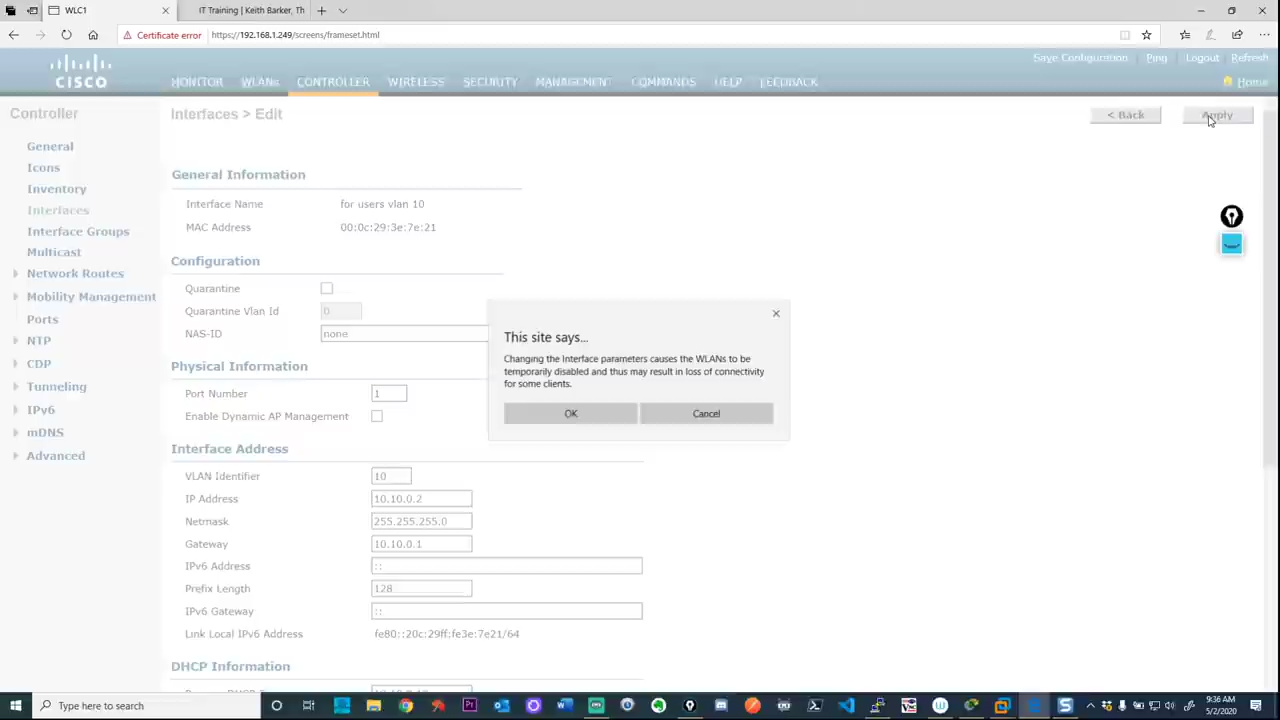 WLC1
IT Training | Keith Barker, Th
Certificate error
https://192.168.1.249/screens/frameset.html
Save Configuration Ping Logout Refresh
CISCO
MONITOR WLANs CONTROLLER WIRELESS SECURITY MANAGEMENT COMMANDS HELP FEEDBACK
Home
Controller
Interfaces > Edit
< Back
Apply
General
Icons
Inventory
Interfaces
Interface Groups
Multicast
Network Routes
Mobility Management
Ports
NTP
CDP
Tunneling
IPv6
mDNS
Advanced
General Information
Interface Name for users vlan 10
MAC Address 00:0c:29:3e:7e:21
Configuration
Quarantine
Quarantine Vlan Id 0
NAS-ID none
Physical Information
Port Number 1
Enable Dynamic AP Management
Interface Address
VLAN Identifier 10
IP Address 10.10.0.2
Netmask 255.255.255.0
Gateway 10.10.0.1
IPv6 Address ::
Prefix Length 128
IPv6 Gateway ::
Link Local IPv6 Address fe80::20c:29ff:fe3e:7e21/64
DHCP Information
This site says...
Changing the Interface parameters causes the WLANs to be
temporarily disabled and thus may result in loss of connectivity
for some clients.
OK
Cancel
Type here to search
9:36 AM
5/2/2020